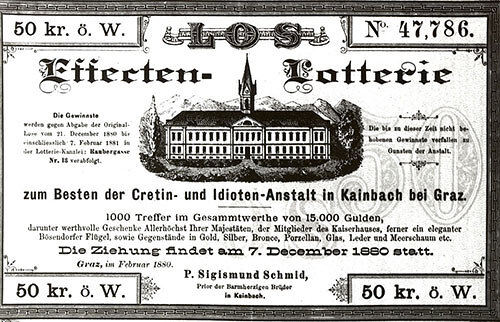 50 kr. ö. W.
LOS
No. 47,786.
Effecten-Lotterie
Die Gewinnste
werden gegen Abgabe der Original-
Lose vom 21. December 1880 bis
einschliesslich 7. Februar 1881 in
der Lotterie-Kanzlei: Raubergasse
Nr. 13 verabfolgt.
Die bis zu dieser Zeit nicht be-
hobenen Gewinnste verfallen zu
Gunsten der Anstalt.
50
zum Besten der Cretin- und Idioten-Anstalt in Kainbach bei Graz.
1000 Treffer im Gesammtwerthe von 15.000 Gulden,
darunter werthvolle Geschenke Allerhöchst Ihrer Majestäten, der Mitglieder des Kaiserhauses, ferner ein eleganter
Bösendorfer Flügel, sowie Gegenstände in Gold, Silber, Bronce, Porzellan, Glas, Leder und Meerschaum etc.
Die Ziehung findet am 7. December 1880 statt.
Graz, im Februar 1880.
P. Sigismund Schmid,
Prior der Barmherzigen Brüder
in Kainbach.
50 kr. ö. W.
50 kr. ö. W.